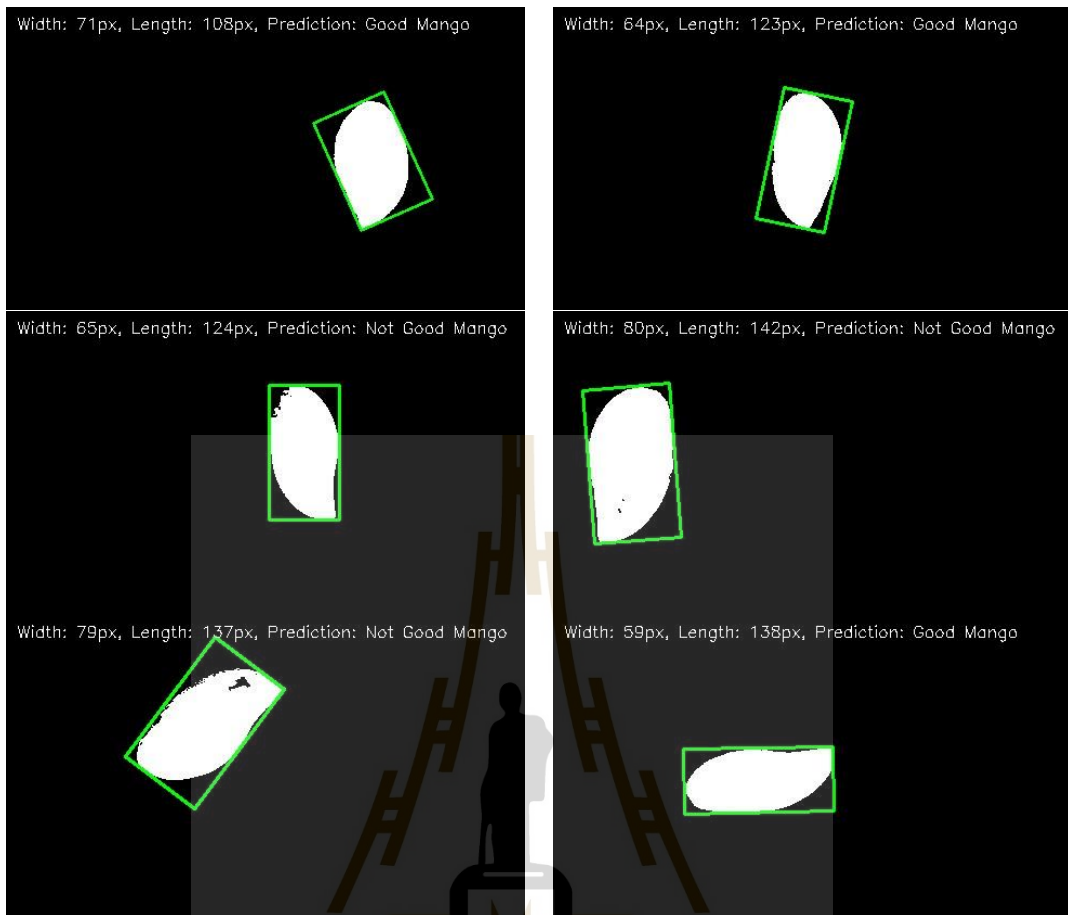 Width: 71px, Length: 108px, Prediction: Good Mango
Width: 64px, Length: 123px, Prediction: Good Mango
Width: 65px, Length: 124px, Prediction: Not Good Mango
Width: 80px, Length: 142px, Prediction: Not Good Mango
Width: 79px, Length: 137px, Prediction: Not Good Mango
Width: 59px, Length: 138px, Prediction: Good Mango